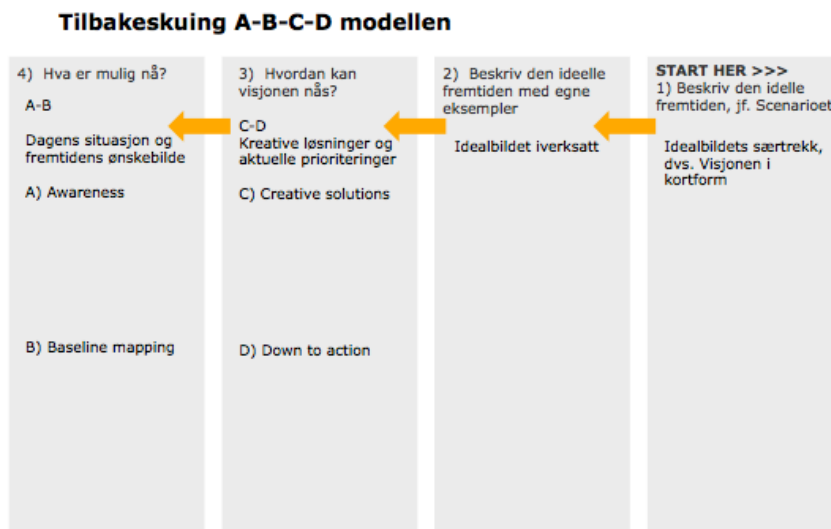 Tilbakeskuing A-B-C-D modellen
4) Hva er mulig nå?
A-B
Dagens situasjon og
fremtidens ønskebilde
A) Awareness
B) Baseline mapping
3) Hvordan kan
visjonen nås?
C-D
Kreative løsninger og
aktuelle prioriteringer
C) Creative solutions
D) Down to action
2) Beskriv den ideelle
fremtiden med egne
eksempler
Idealbildet iverksatt
START HER >>>
1) Beskriv den idelle
fremtiden, jf. Scenarioet
Idealbildets særtrekk,
dvs. Visjonen i
kortform